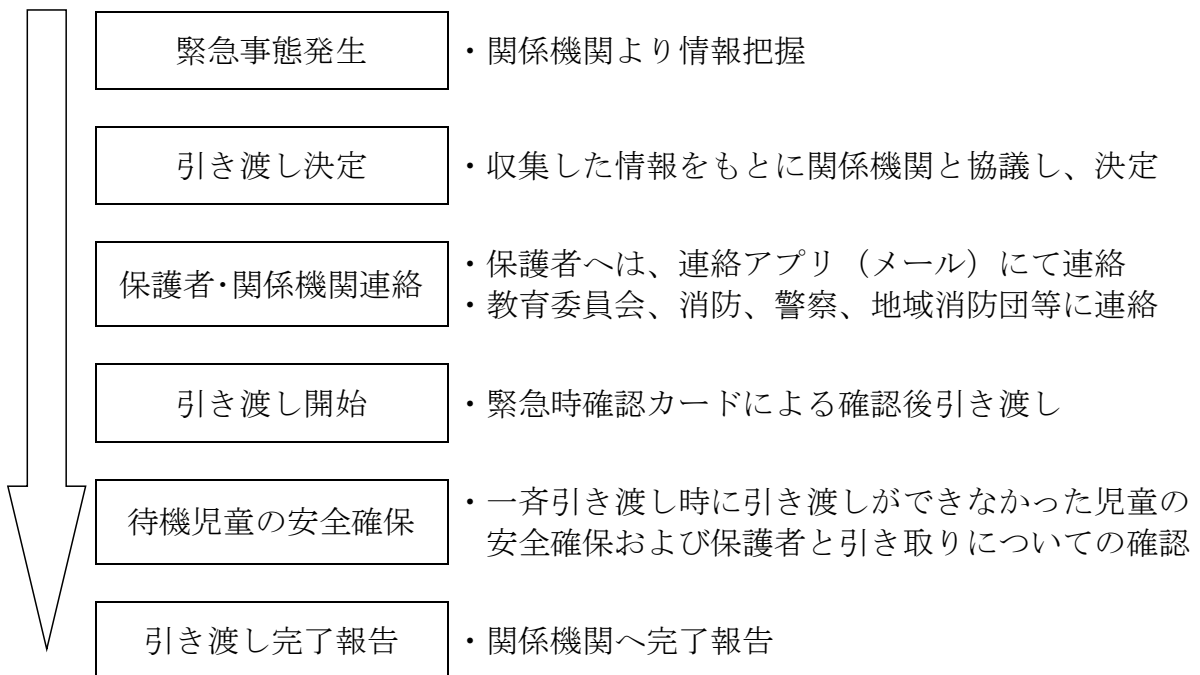 緊急事態発生
・関係機関より情報把握
引き渡し決定
・収集した情報をもとに関係機関と協議し、決定
保護者・関係機関連絡
・保護者へは、連絡アプリ（メール）にて連絡
・教育委員会、消防、警察、地域消防団等に連絡
引き渡し開始
・緊急時確認カードによる確認後引き渡し
待機児童の安全確保
・一斉引き渡し時に引き渡しができなかった児童の
安全確保および保護者と引き取りについての確認
引き渡し完了報告
・関係機関へ完了報告